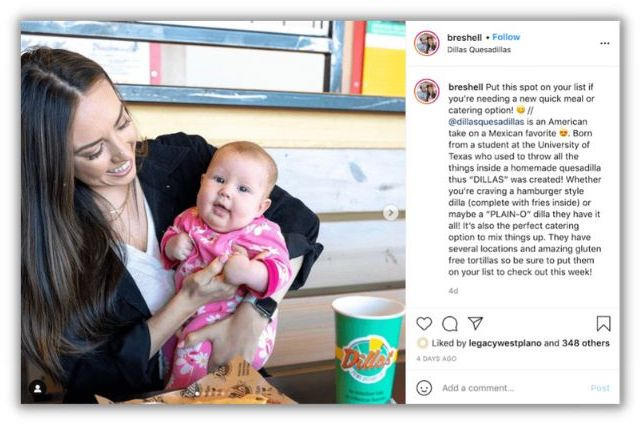 breshell • Follow
Dillas Quesadillas
...
breshell Put this spot on your list if
you're needing a new quick meal or
catering option! 😄 //
@dillasquesadillas is an American
take on a Mexican favorite 😍. Born
from a student at the University of
Texas who used to throw all the
things inside a homemade quesadilla
thus "DILLAS" was created! Whether
you're craving a hamburger style
dilla (complete with fries inside) or
maybe a "PLAIN-O" dilla they have it
all! It's also the perfect catering
option to mix things up. They have
several locations and amazing gluten
free tortillas so be sure to put them
on your list to check out this week!
4d
Dillas
Liked by legacywestplano and 348 others
4 DAYS AGO
Add a comment...
Post